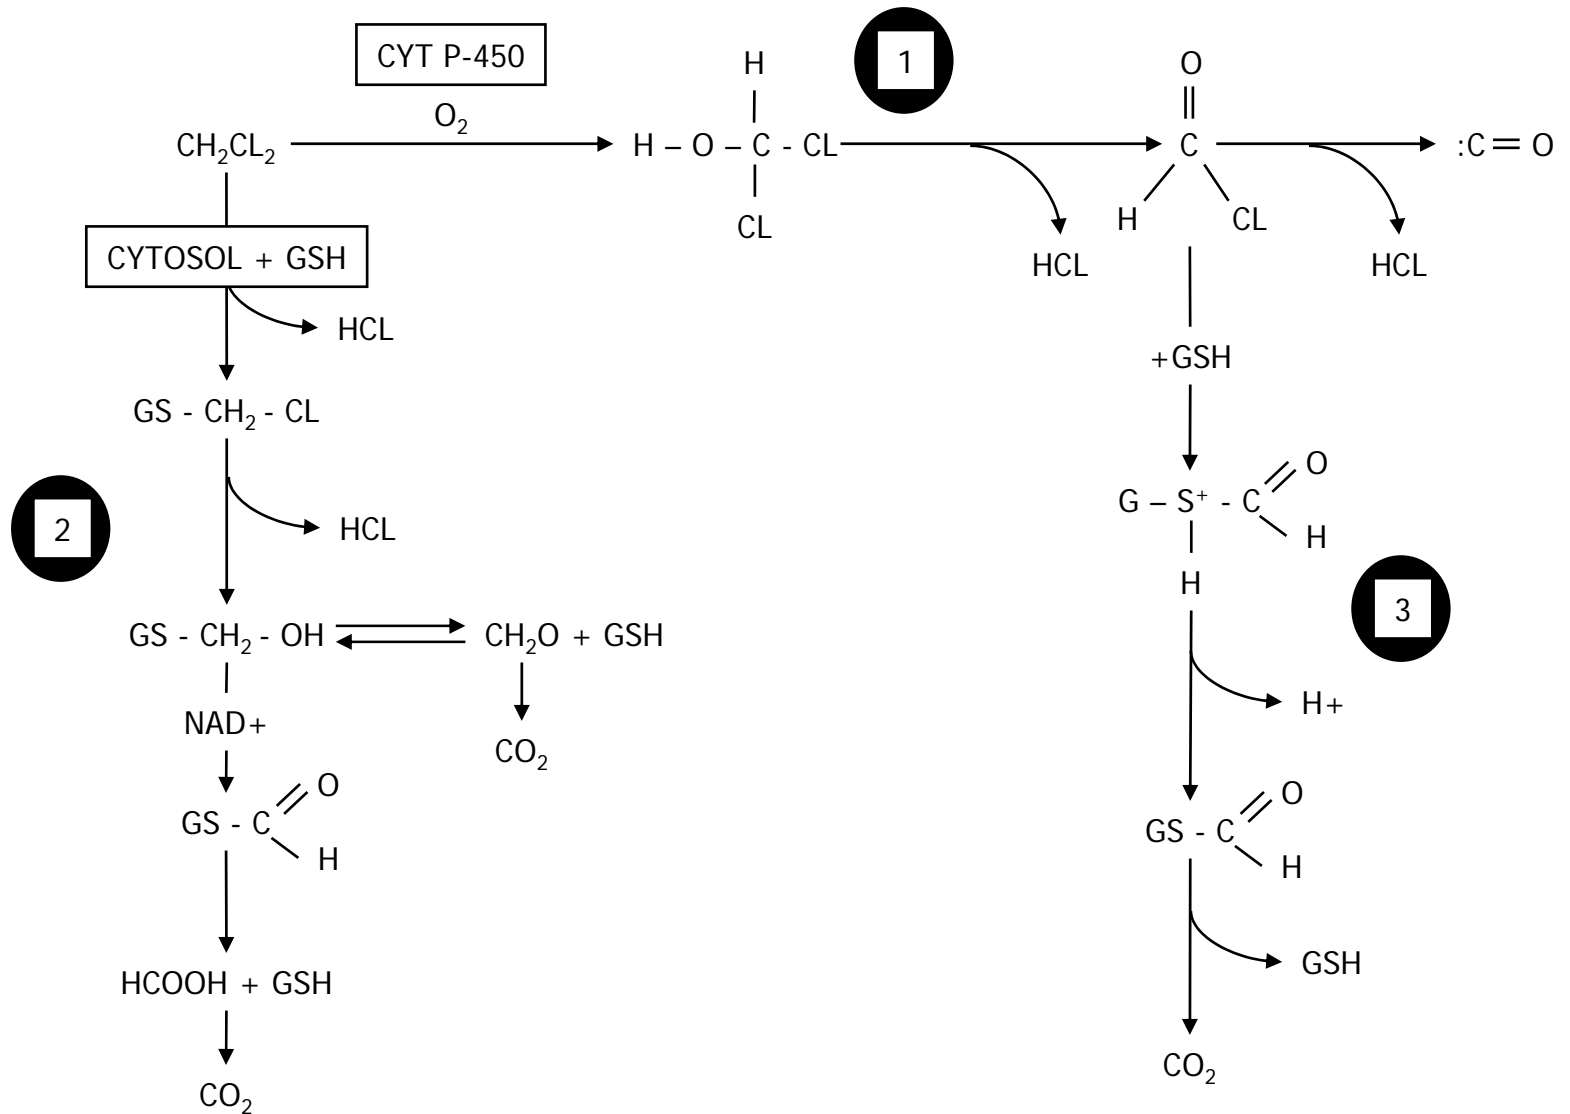 CYT P-450
1
H
O
O₂
CH₂CL₂
H – O – C - CL
C
:C = O
CL
H
CL
CYTOSOL + GSH
HCL
HCL
HCL
+GSH
GS - CH₂ - CL
O
G – S⁺ - C
2
HCL
H
H
3
GS - CH₂ - OH
CH₂O + GSH
H+
NAD+
CO₂
O
O
GS - C
GS - C
H
H
GSH
HCOOH + GSH
CO₂
CO₂